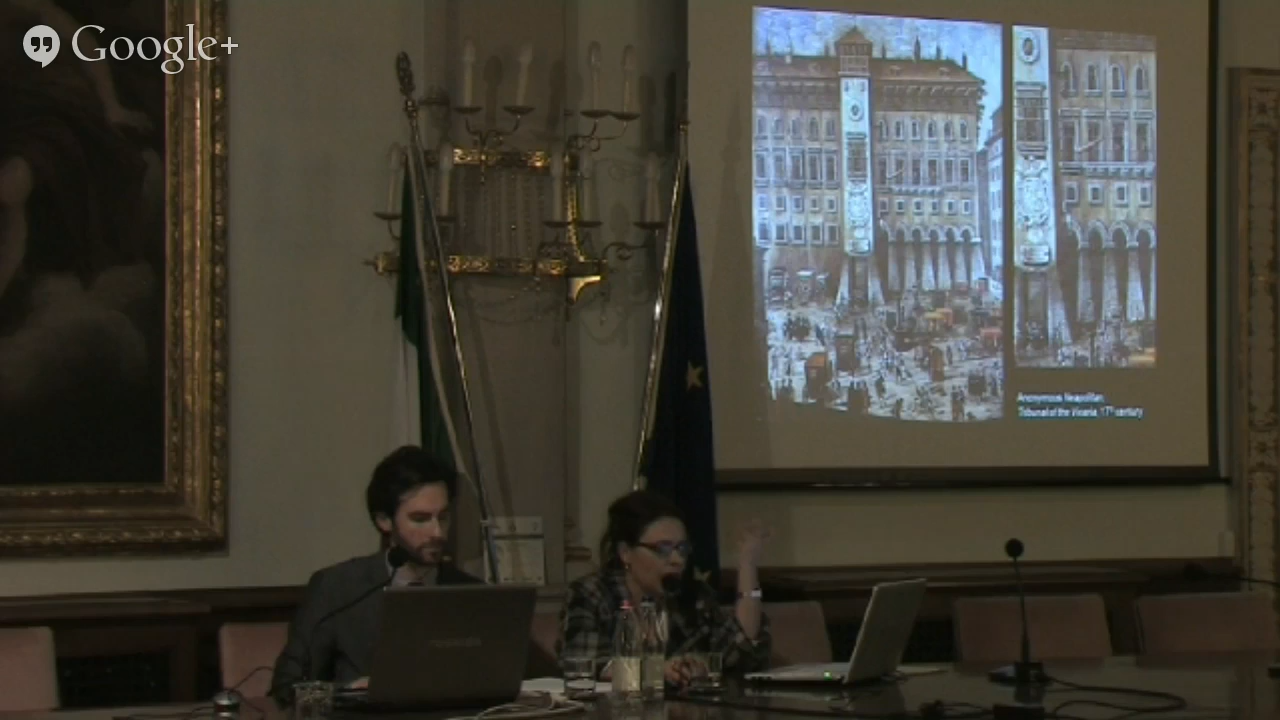 Google+
Anonymous Neapolitan,
Tribunal of the Vicaria, 17th century